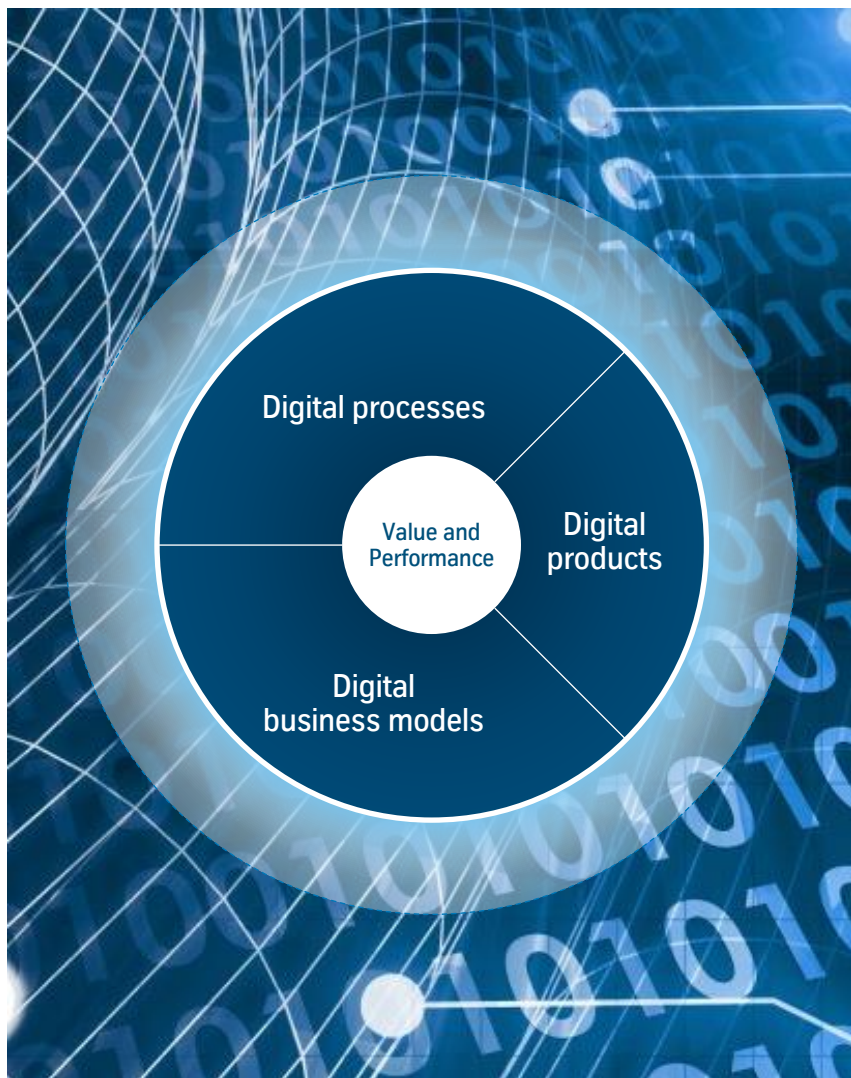 Digital processes
Value and
Performance
Digital
products
Digital
business models